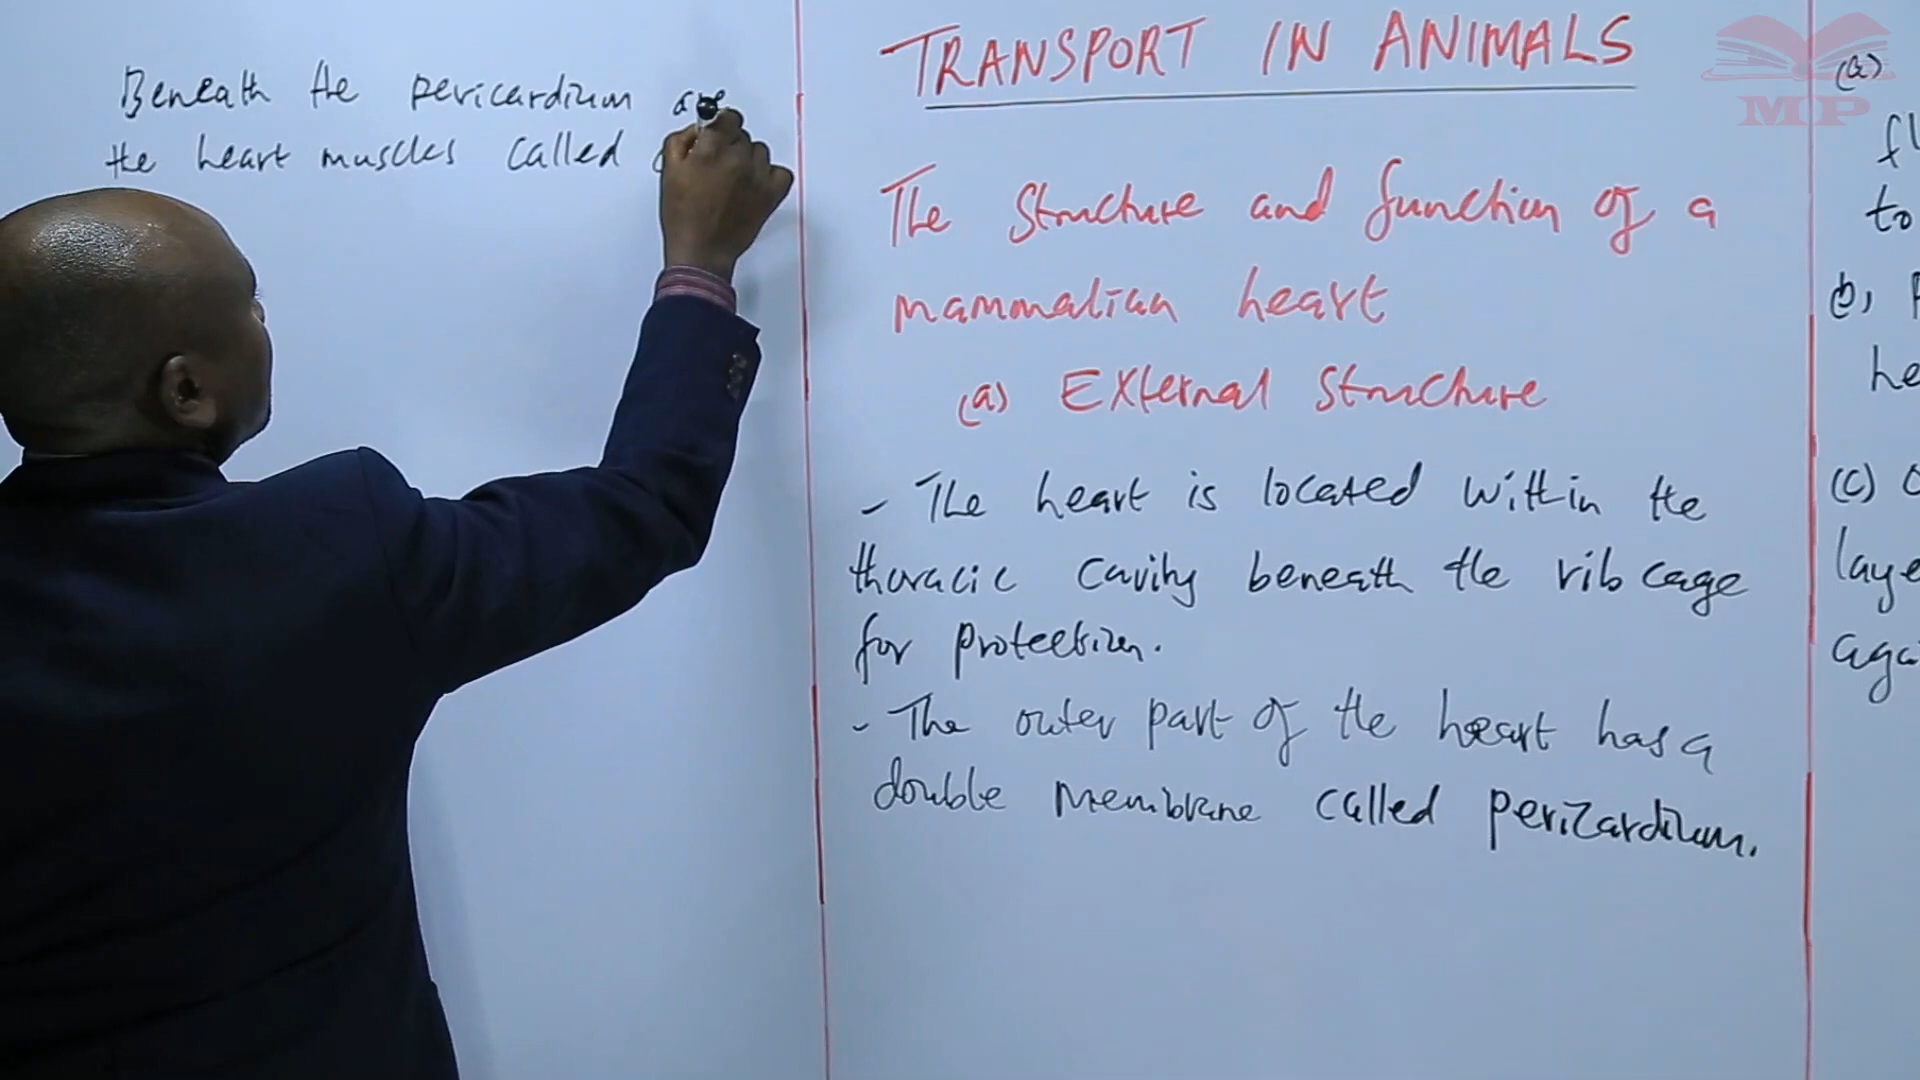 Beneath the pericardium are
the heart muscles called
TRANSPORT IN ANIMALS
The Structure and function of a
mammalian heart
(a) External Structure
- The heart is located within the
thoracic cavity beneath the rib cage
for protection.
- The outer part of the heart has a
double membrane called pericardium.
(a)
to
(b)
he
(c)
MP